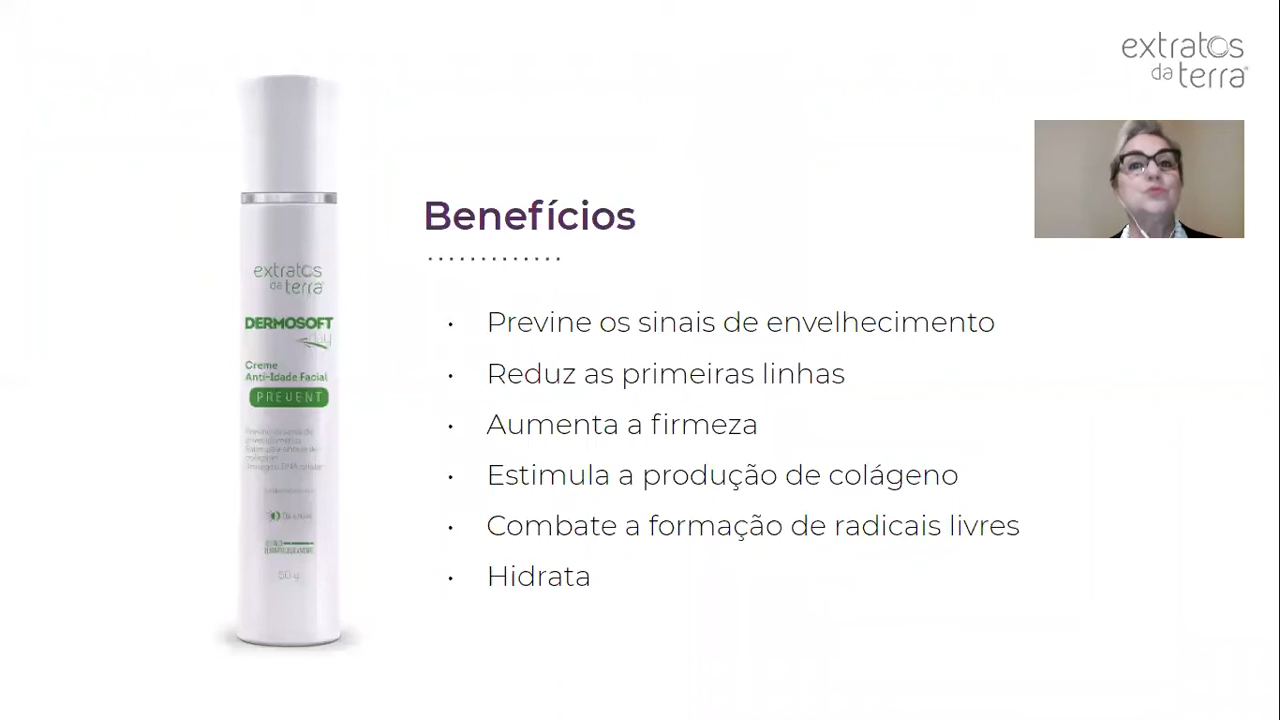 extratos
da terra
Benefícios
• Previne os sinais de envelhecimento
• Reduz as primeiras linhas
• Aumenta a firmeza
• Estimula a produção de colágeno
• Combate a formação de radicais livres
• Hidrata
extratos
da terra
DERMOSOFT
Creme
Anti-Idade Facial
PREVENT
50 g